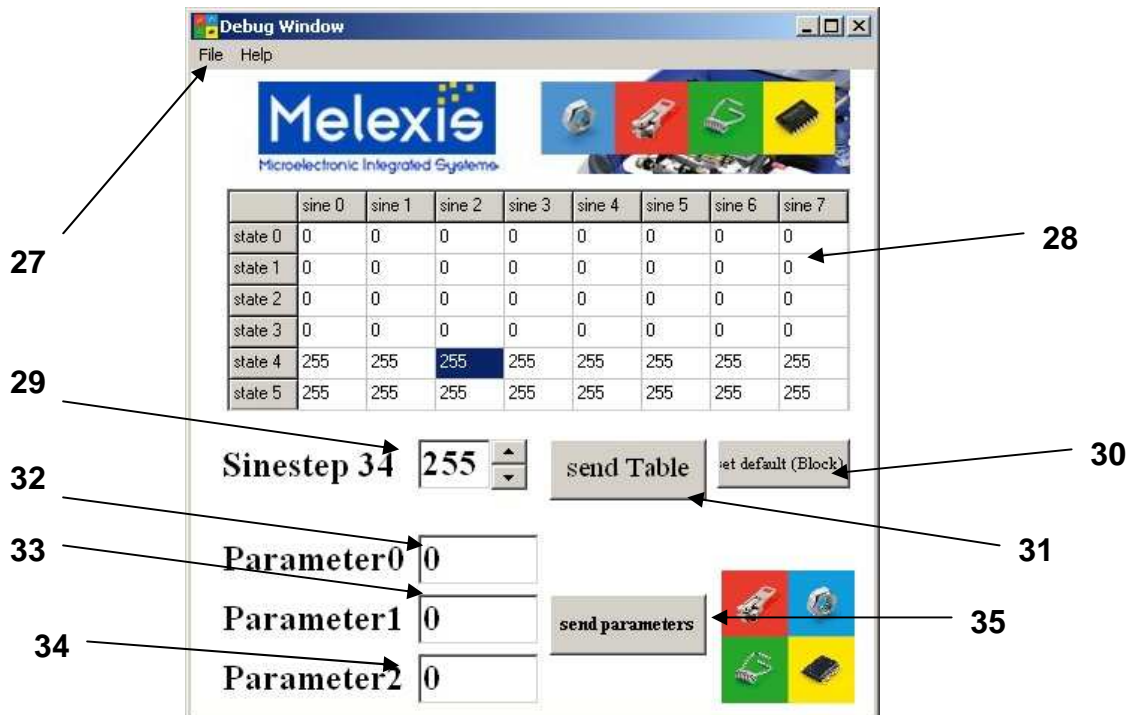 Debug Window
File Help
Melexis
Microelectronic Integrated Systems
sine 0 sine 1 sine 2 sine 3 sine 4 sine 5 sine 6 sine 7
state 0 0 0 0 0 0 0 0 0
27
28
state 1 0 0 0 0 0 0 0 0
state 2 0 0 0 0 0 0 0 0
state 3 0 0 0 0 0 0 0 0
state 4 255 255 255 255 255 255 255 255
29
state 5 255 255 255 255 255 255 255 255
Sinestep 34 255 send Table set default (Block)
30
32
31
33
Parameter0 0
Parameter1 0 send parameters
35
34
Parameter2 0